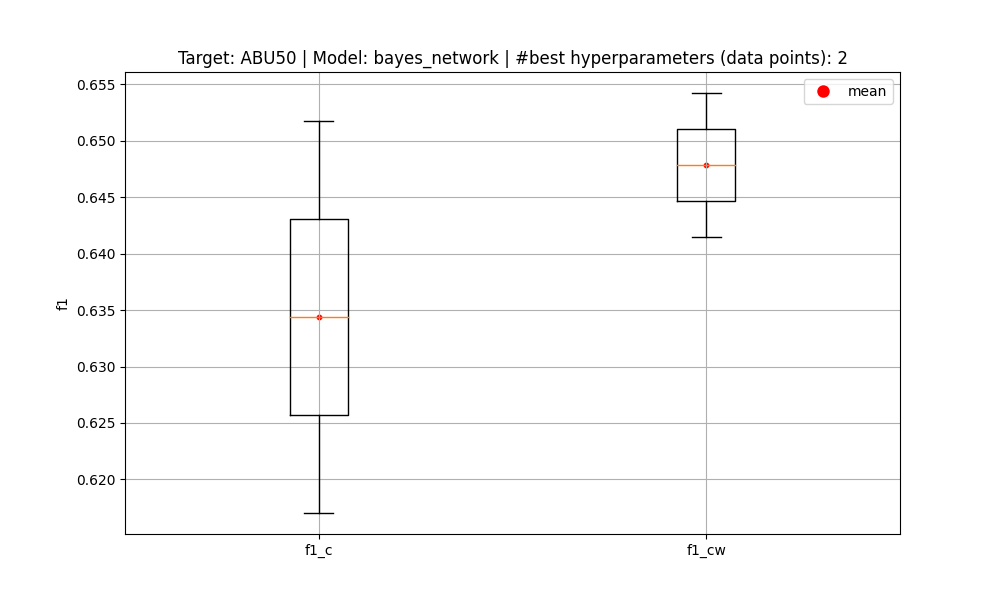 Target: ABU50 | Model: bayes_network | #best hyperparameters (data points): 2
mean
0.655
0.650
0.645
0.640
0.635
0.630
0.625
0.620
f1
f1_c
f1_cw